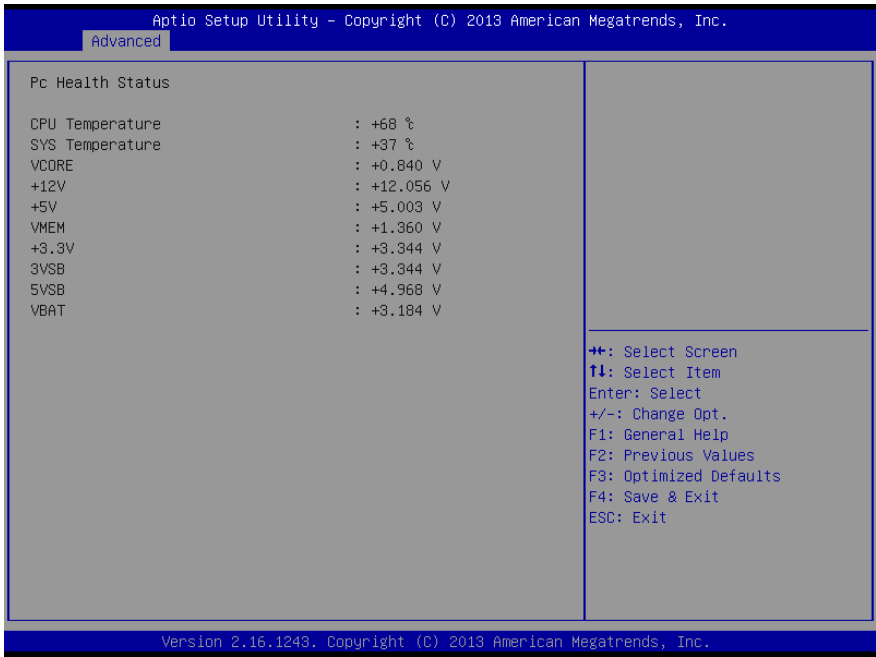 Aptio Setup Utility – Copyright (C) 2013 American Megatrends, Inc.
Advanced
Pc Health Status
CPU Temperature : +68 ℃
SYS Temperature : +37 ℃
VCORE : +0.840 V
+12V : +12.056 V
+5V : +5.003 V
VMEM : +1.360 V
+3.3V : +3.344 V
3VSB : +3.344 V
5VSB : +4.968 V
VBAT : +3.184 V
→←: Select Screen
↑↓: Select Item
Enter: Select
+/-: Change Opt.
F1: General Help
F2: Previous Values
F3: Optimized Defaults
F4: Save & Exit
ESC: Exit
Version 2.16.1243. Copyright (C) 2013 American Megatrends, Inc.